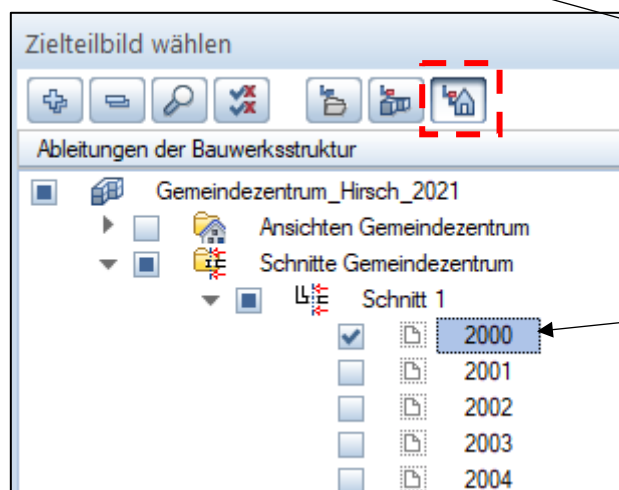 Zielteilbild wählen
Ableitungen der Bauwerksstruktur
Gemeindezentrum_Hirsch_2021
Ansichten Gemeindezentrum
Schnitte Gemeindezentrum
Schnitt 1
2000
2001
2002
2003
2004